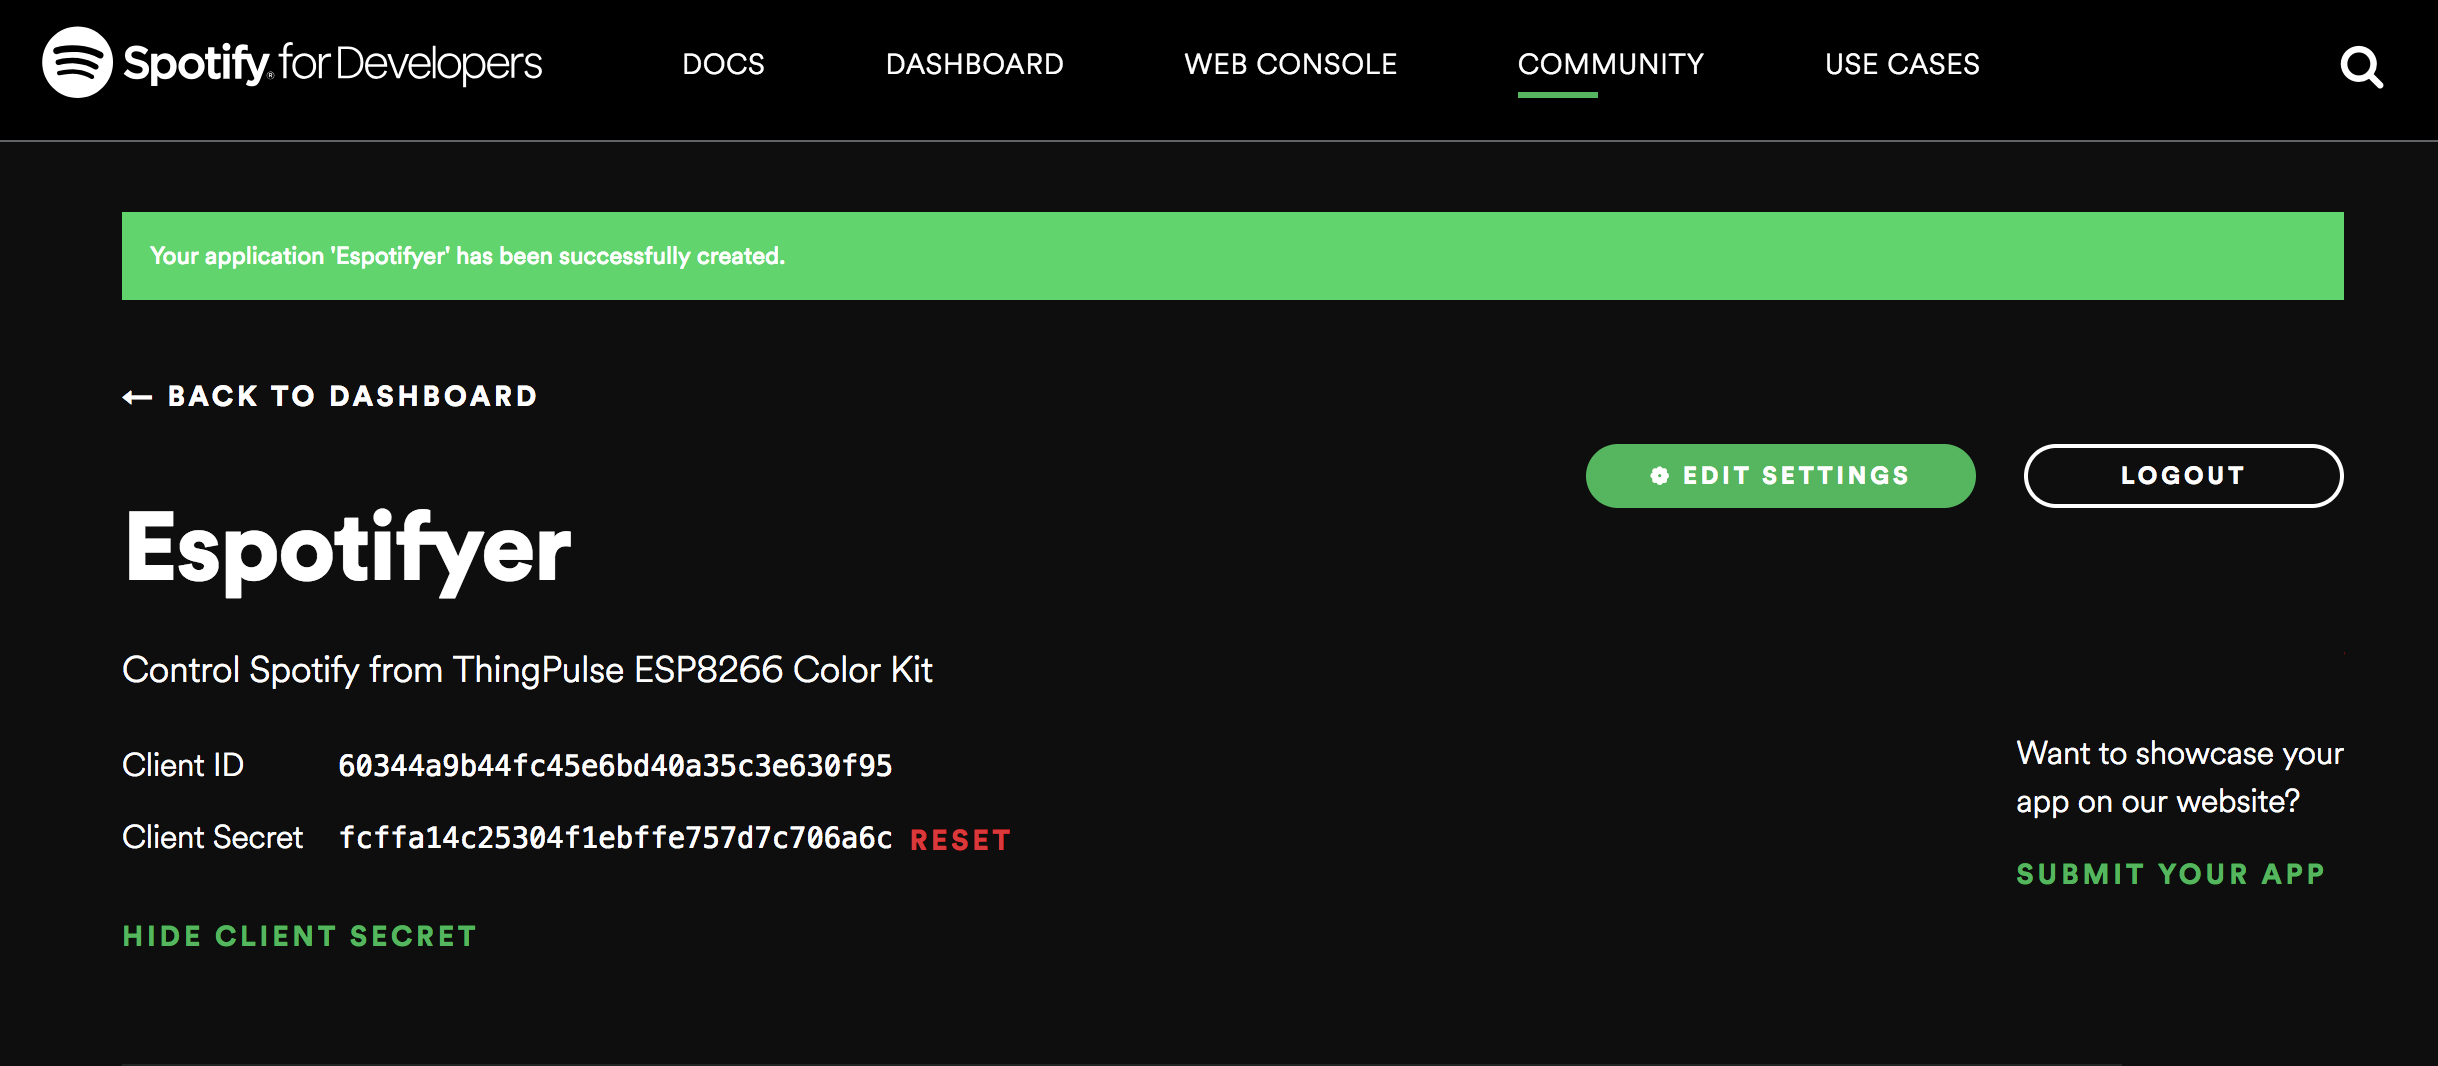 Spotify® for Developers
DOCS
DASHBOARD
WEB CONSOLE
COMMUNITY
USE CASES
Your application 'Espotifyer' has been successfully created.
← BACK TO DASHBOARD
EDIT SETTINGS
LOGOUT
Espotifyer
Control Spotify from ThingPulse ESP8266 Color Kit
Client ID 60344a9b44fc45e6bd40a35c3e630f95
Client Secret fcffa14c25304f1ebffe757d7c706a6c RESET
HIDE CLIENT SECRET
Want to showcase your
app on our website?
SUBMIT YOUR APP